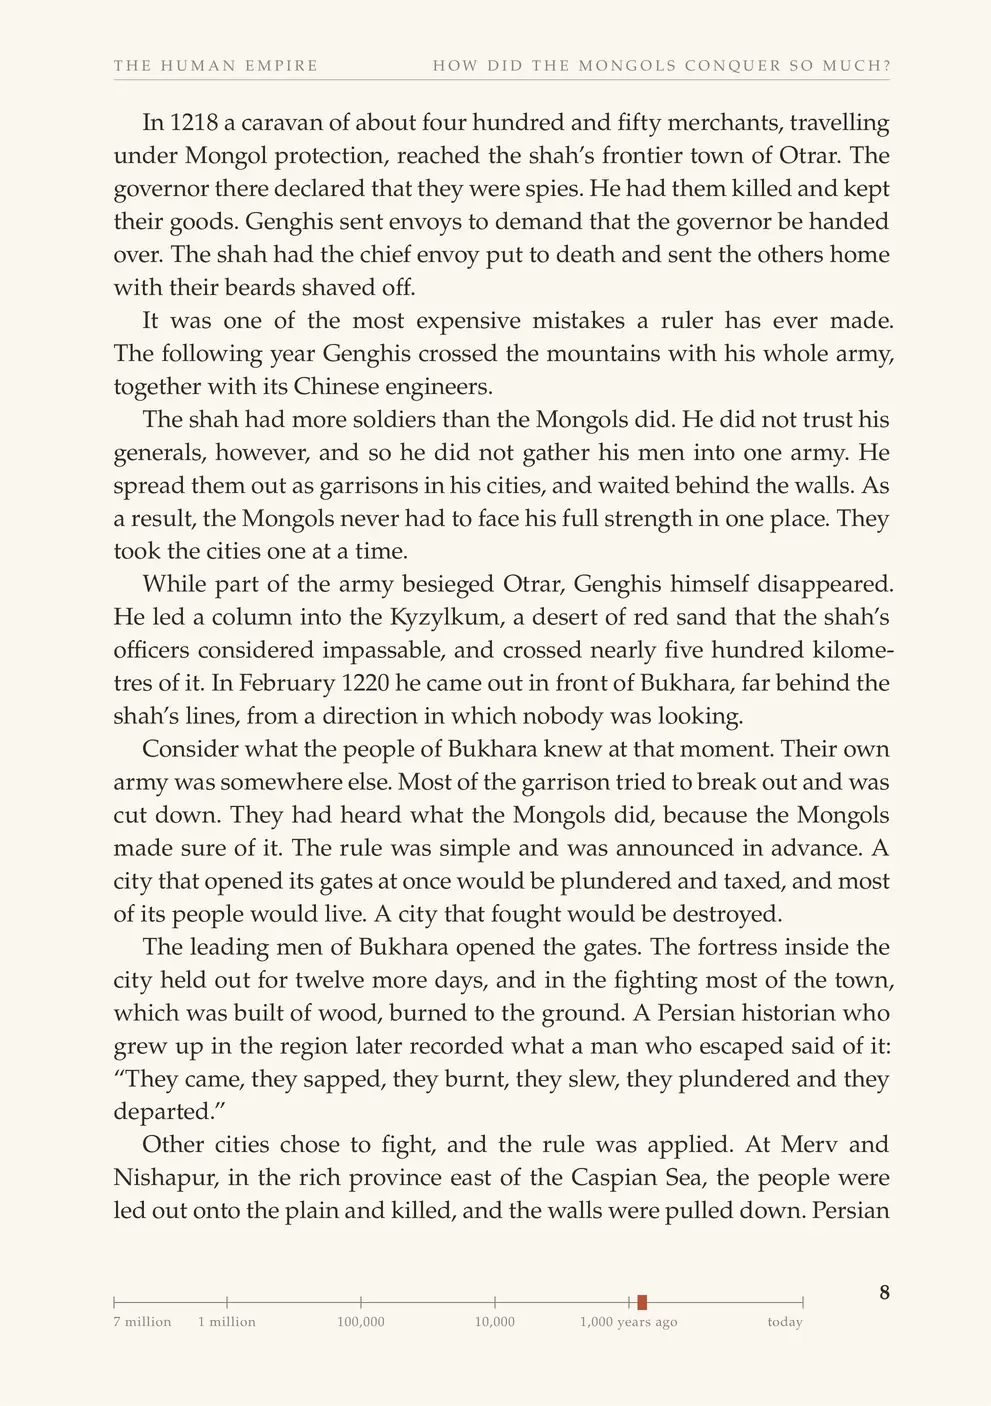 THE HUMAN EMPIRE HOW DID THE MONGOLS CONQUER SO MUCH?
In 1218 a caravan of about four hundred and fifty merchants, travelling
under Mongol protection, reached the shah’s frontier town of Otrar. The
governor there declared that they were spies. He had them killed and kept
their goods. Genghis sent envoys to demand that the governor be handed
over. The shah had the chief envoy put to death and sent the others home
with their beards shaved off.
It was one of the most expensive mistakes a ruler has ever made.
The following year Genghis crossed the mountains with his whole army,
together with its Chinese engineers.
The shah had more soldiers than the Mongols did. He did not trust his
generals, however, and so he did not gather his men into one army. He
spread them out as garrisons in his cities, and waited behind the walls. As
a result, the Mongols never had to face his full strength in one place. They
took the cities one at a time.
While part of the army besieged Otrar, Genghis himself disappeared.
He led a column into the Kyzylkum, a desert of red sand that the shah’s
officers considered impassable, and crossed nearly five hundred kilome-
tres of it. In February 1220 he came out in front of Bukhara, far behind the
shah’s lines, from a direction in which nobody was looking.
Consider what the people of Bukhara knew at that moment. Their own
army was somewhere else. Most of the garrison tried to break out and was
cut down. They had heard what the Mongols did, because the Mongols
made sure of it. The rule was simple and was announced in advance. A
city that opened its gates at once would be plundered and taxed, and most
of its people would live. A city that fought would be destroyed.
The leading men of Bukhara opened the gates. The fortress inside the
city held out for twelve more days, and in the fighting most of the town,
which was built of wood, burned to the ground. A Persian historian who
grew up in the region later recorded what a man who escaped said of it:
“They came, they sapped, they burnt, they slew, they plundered and they
departed.”
Other cities chose to fight, and the rule was applied. At Merv and
Nishapur, in the rich province east of the Caspian Sea, the people were
led out onto the plain and killed, and the walls were pulled down. Persian
8
7 million 1 million 100,000 10,000 1,000 years ago today